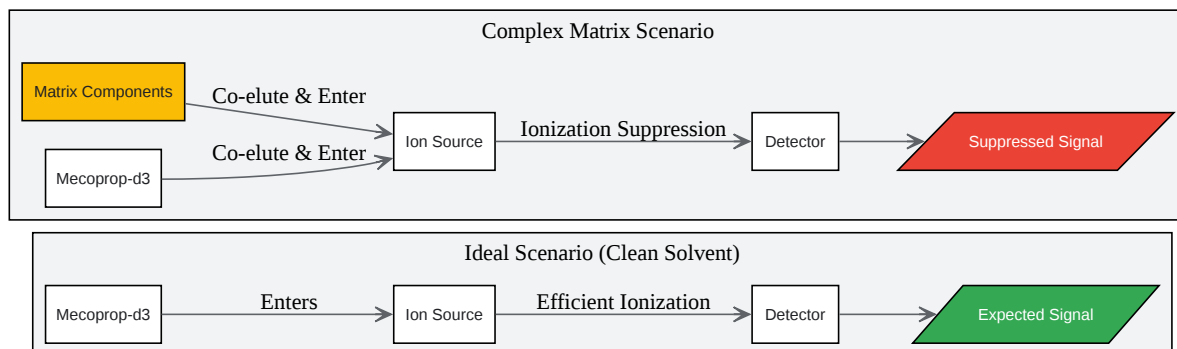 Complex Matrix Scenario
Matrix Components
Co-elute & Enter
Ion Source
Ionization Suppression
Detector
Suppressed Signal
Co-elute & Enter
Mecoprop-d3
Ideal Scenario (Clean Solvent)
Mecoprop-d3
Enters
Ion Source
Efficient Ionization
Detector
Expected Signal